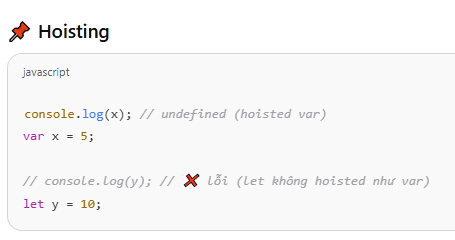 📌 Hoisting
javascript
console.log(x); // undefined (hoisted var)
var x = 5;
// console.log(y); // ❌ lỗi (let không hoisted như var)
let y = 10;